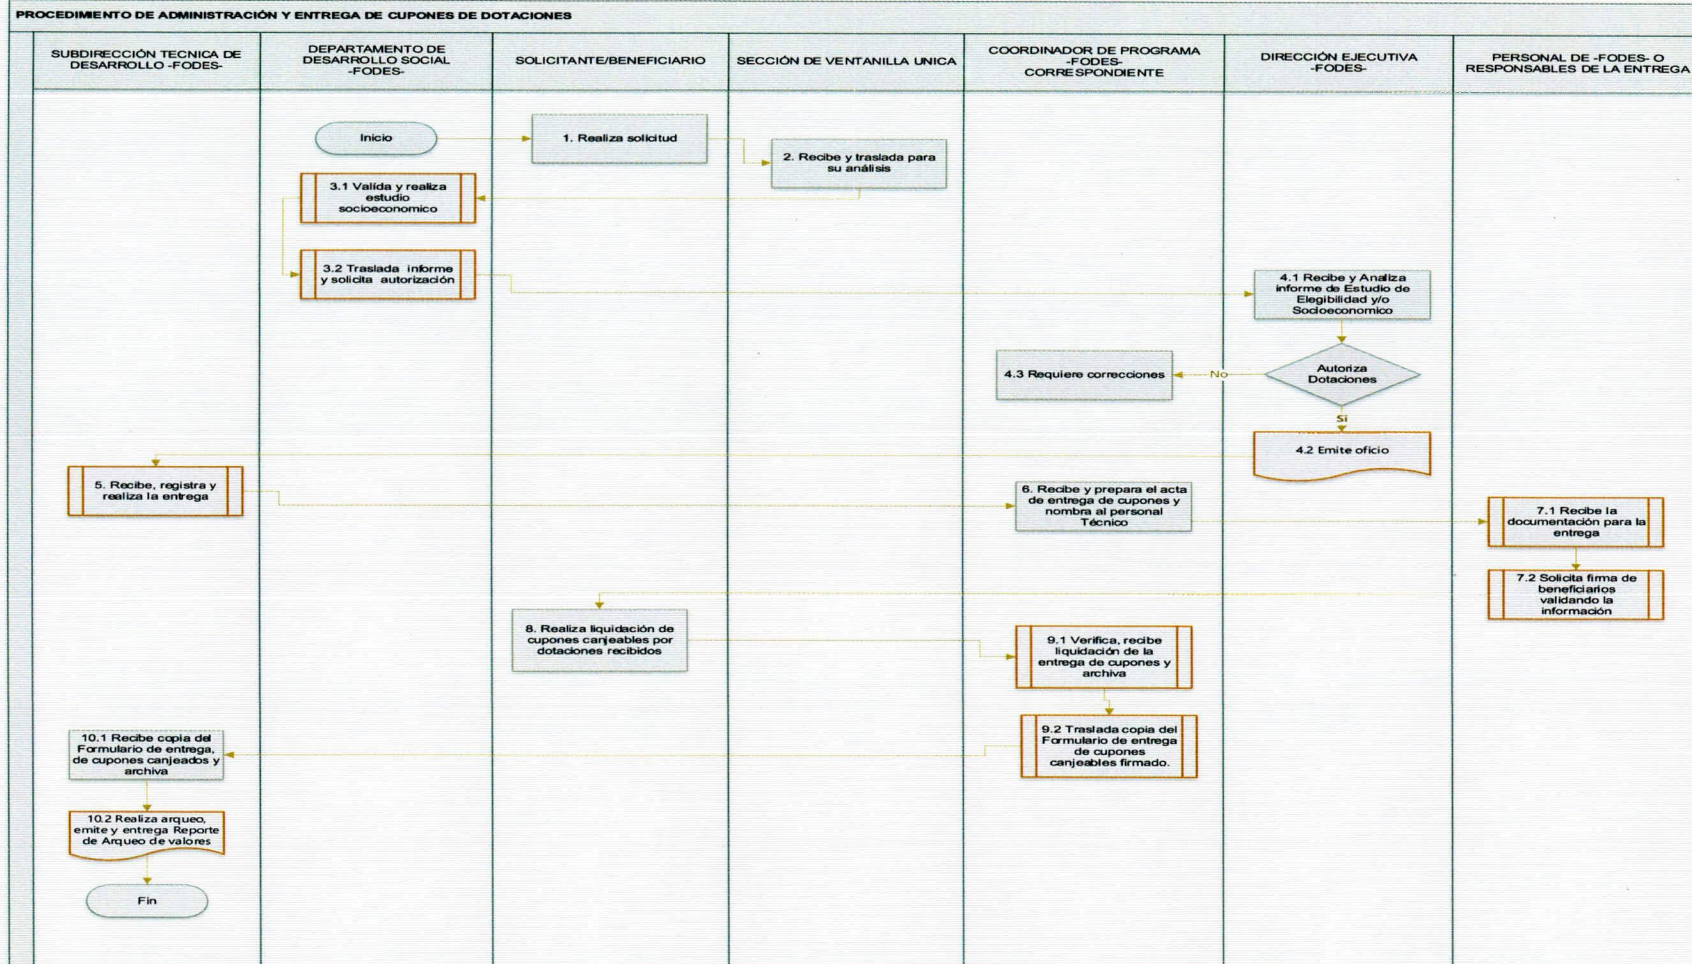 PROCEDIMIENTO DE ADMINISTRACIÓN Y ENTREGA DE CUPONES DE DOTACIONES
SUBDIRECCIÓN TECNICA DE
DESARROLLO -FODES-
DEPARTAMENTO DE
DESARROLLO SOCIAL
-FODES-
SOLICITANTE/BENEFICIARIO
SECCIÓN DE VENTANILLA UNICA
COORDINADOR DE PROGRAMA
-FODES-
CORRESPONDIENTE
DIRECCIÓN EJECUTIVA
-FODES-
PERSONAL DE -FODES- O
RESPONSABLES DE LA ENTREGA
Inicio
1. Realiza solicitud
2. Recibe y traslada para
su análisis
3.1 Valída y realiza
estudio
socioeconomico
3.2 Traslada informe
y solicita autorización
4.1 Recibe y Analiza
informe de Estudio de
Elegibilidad y/o
Socioeconomico
Autoriza
Dotaciones
No
4.3 Requiere correcciones
Si
4.2 Emite oficio
5. Recibe, registra y
realiza la entrega
6. Recibe y prepara el acta
de entrega de cupones y
nombra al personal
Técnico
7.1 Recibe la
documentación para la
entrega
7.2 Solicita firma de
beneficiarios
validando la
información
8. Realiza liquidación de
cupones canjeables por
dotaciones recibidos
9.1 Verifica, recibe
liquidación de la
entrega de cupones y
archiva
9.2 Traslada copia del
Formulario de entrega
de cupones
canjeables firmado.
10.1 Recibe copia del
Formulario de entrega,
de cupones canjeados y
archiva
10.2 Realiza arqueo,
emite y entrega Reporte
de Arqueo de valores
Fin